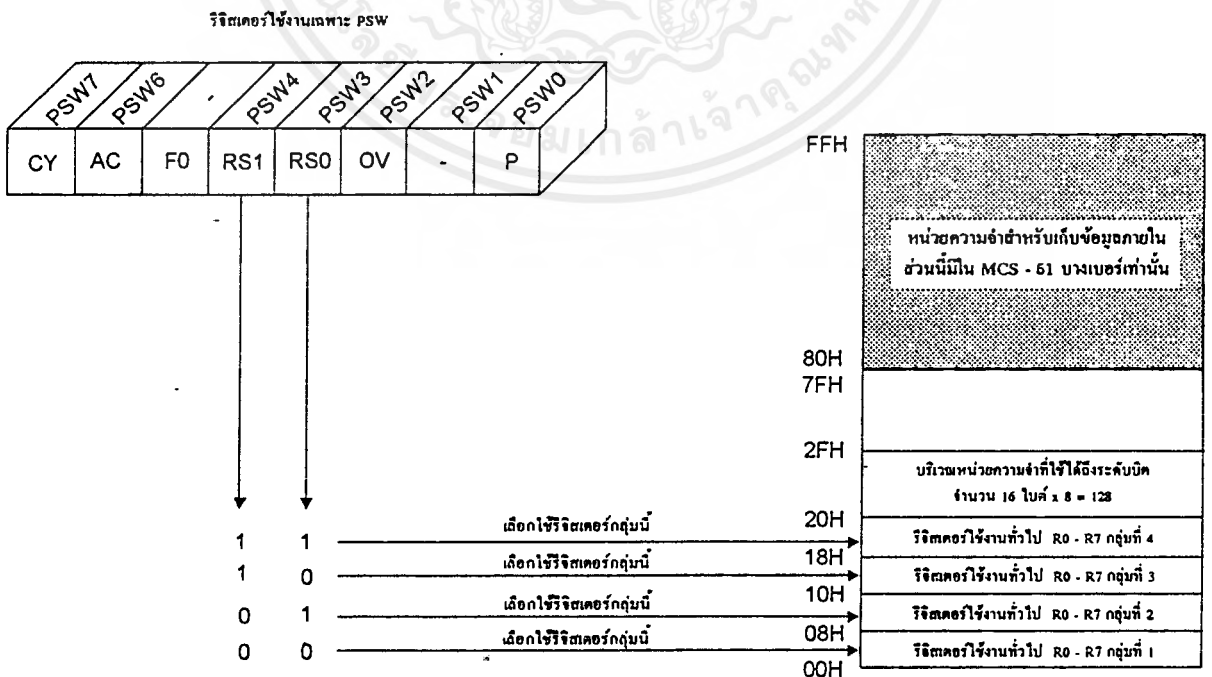 รีจิสเตอร์ใช้งานเฉพาะ PSW
PSW7 PSW6 - PSW4 PSW3 PSW2 PSW1 PSW0
CY AC F0 RS1 RS0 OV - P
FFH
หน่วยความจำสำหรับเก็บข้อมูลภายใน
ส่วนนี้มีใน MCS - 51 บางเบอร์เท่านั้น
80H
7FH
2FH
บริเวณหน่วยความจำที่ใช้ได้ถึงระดับบิต
จำนวน 16 ไบต์ x 8 = 128
20H
1 1 เลือกใช้รีจิสเตอร์กลุ่มนี้ รีจิสเตอร์ใช้งานทั่วไป R0 - R7 กลุ่มที่ 4
18H
1 0 เลือกใช้รีจิสเตอร์กลุ่มนี้ รีจิสเตอร์ใช้งานทั่วไป R0 - R7 กลุ่มที่ 3
10H
0 1 เลือกใช้รีจิสเตอร์กลุ่มนี้ รีจิสเตอร์ใช้งานทั่วไป R0 - R7 กลุ่มที่ 2
08H
0 0 เลือกใช้รีจิสเตอร์กลุ่มนี้ รีจิสเตอร์ใช้งานทั่วไป R0 - R7 กลุ่มที่ 1
00H